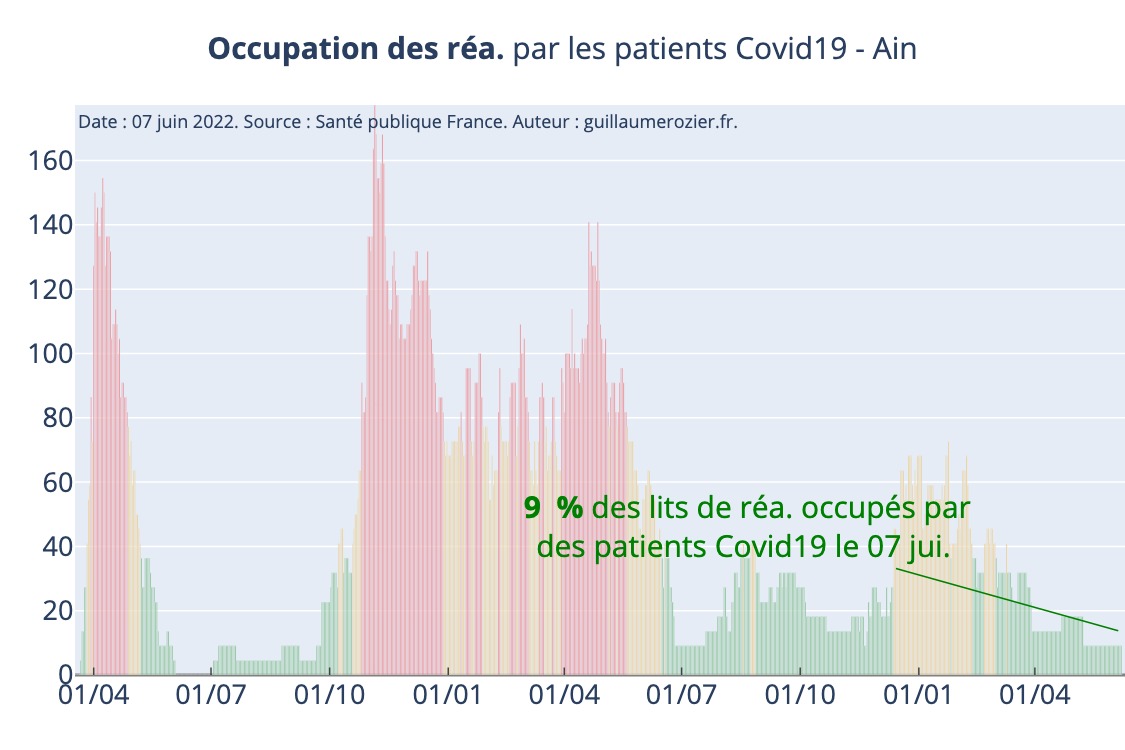 Occupation des réa. par les patients Covid19 - Ain
Date : 07 juin 2022. Source : Santé publique France. Auteur : guillaumerozier.fr.
160
140
120
100
80
60
40
20
0
9 % des lits de réa. occupés par
des patients Covid19 le 07 jui.
01/04 01/07 01/10 01/01 01/04 01/07 01/10 01/01 01/04